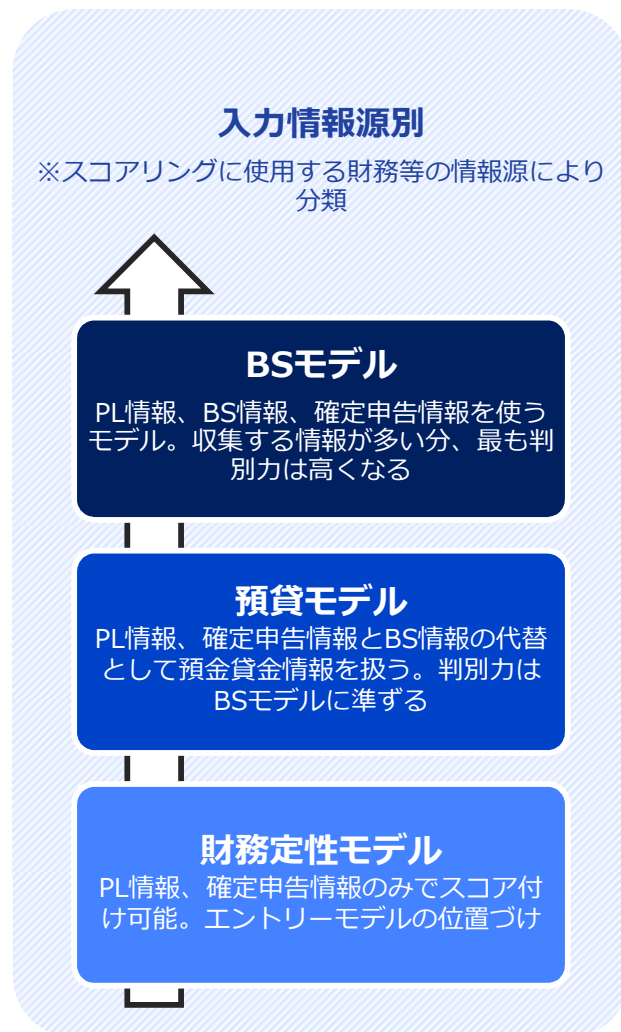 入力情報源別
※スコアリングに使用する財務等の情報源により
分類
BSモデル
PL情報、BS情報、確定申告情報を使う
モデル。収集する情報が多い分、最も判
別力は高くなる
預貸モデル
PL情報、確定申告情報とBS情報の代替
として預金貸金情報を扱う。判別力は
BSモデルに準ずる
財務定性モデル
PL情報、確定申告情報のみでスコア付
け可能。エントリーモデルの位置づけ